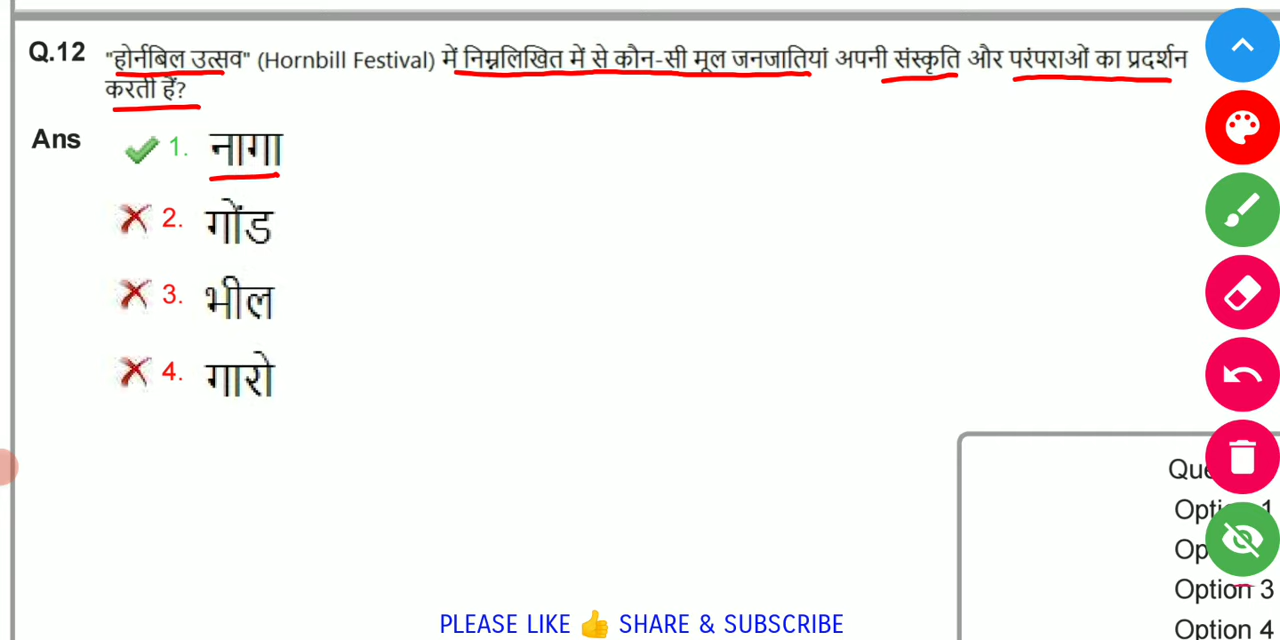 Q.12 "होर्नबिल उत्सव" (Hornbill Festival) में निम्नलिखित में से कौन-सी मूल जनजातियां अपनी संस्कृति और परंपराओं का प्रदर्शन
करती हैं?
Ans 1. नागा
2. गोंड
3. भील
4. गारो
Option 3
Option 4
PLEASE LIKE 👍 SHARE & SUBSCRIBE